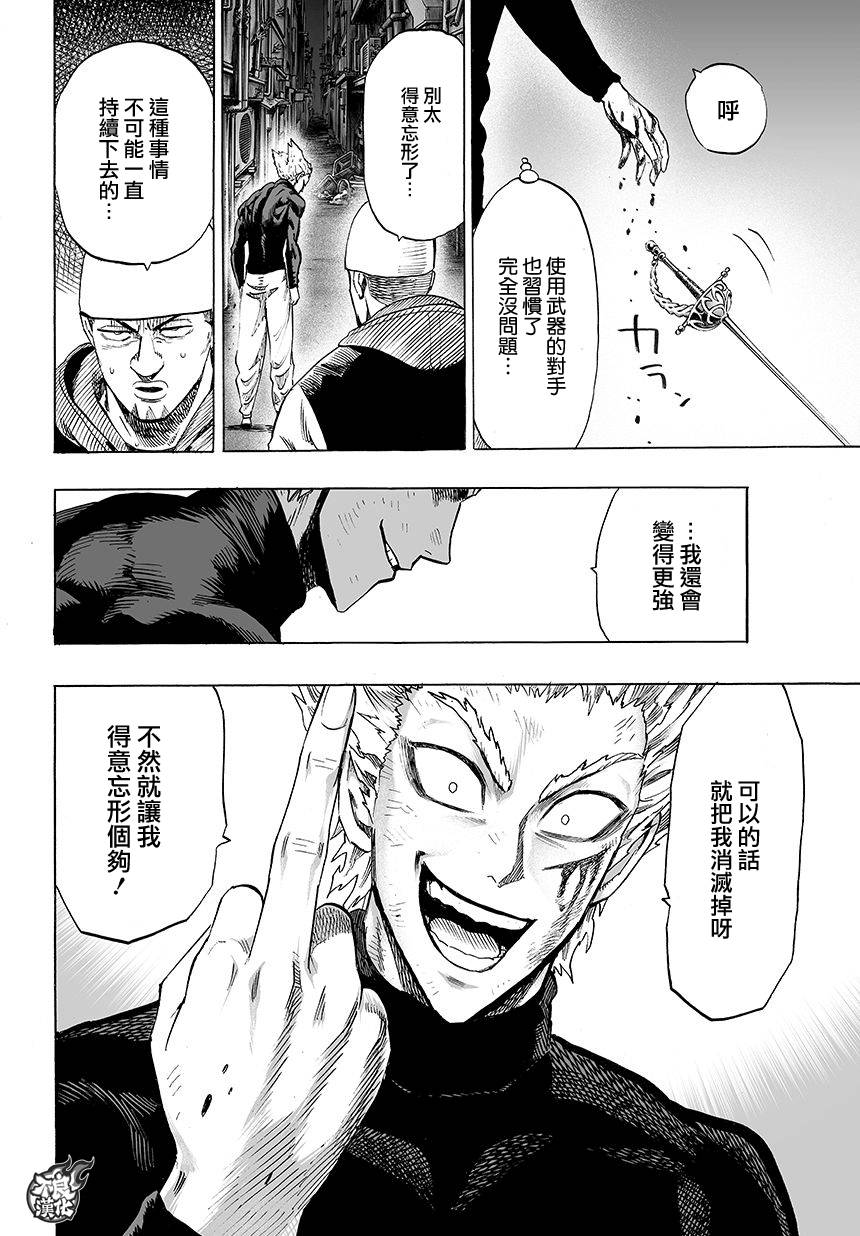 呼
使用武器的對手
也習慣了
完全沒問題…
カラン
別太
得意忘形了…
這種事情
不可能一直
持續下去的…
…我還會
變得更強
可以的話
就把我消滅掉呀
不然就讓我
得意忘形個夠！
狼
漢化